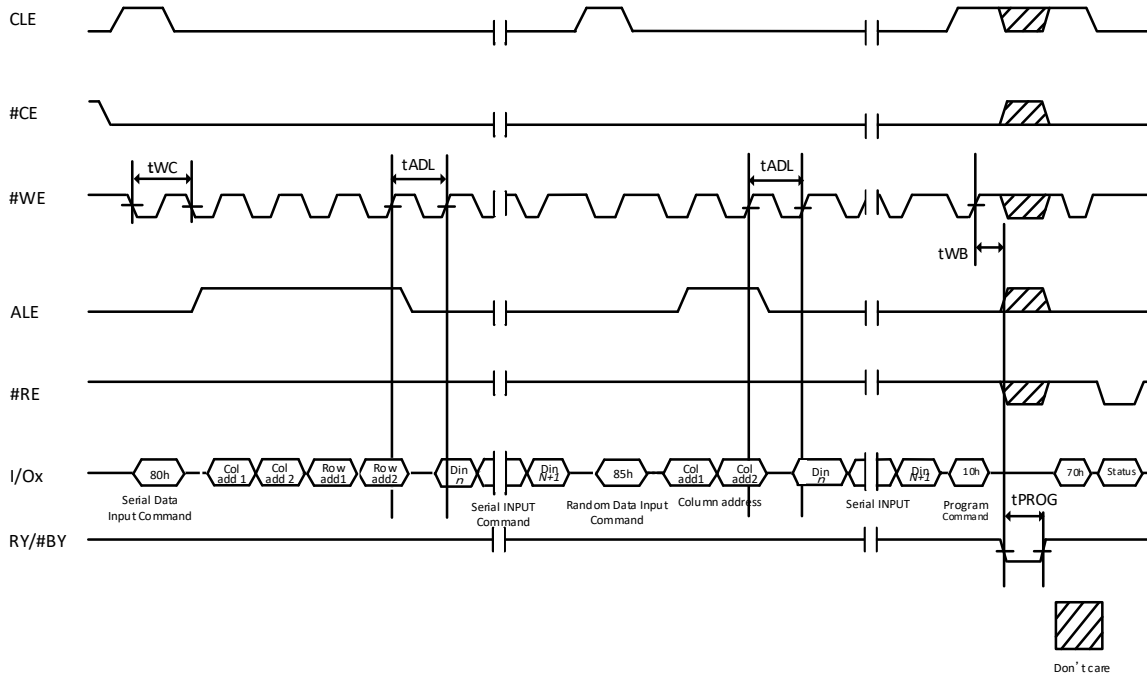 CLE
#CE
tWC
tADL
tADL
#WE
tWB
ALE
#RE
I/Ox
80h
Col
add 1
Col
add 2
Row
add1
Row
add2
Din
n
Din
N+1
85h
Col
add1
Col
add2
Din
n
Din
N+1
10h
70h
Status
Serial Data
Input Command
Serial INPUT
Command
Random Data Input
Command
Column address
Serial INPUT
Program
Command
tPROG
RY/#BY
Don't care